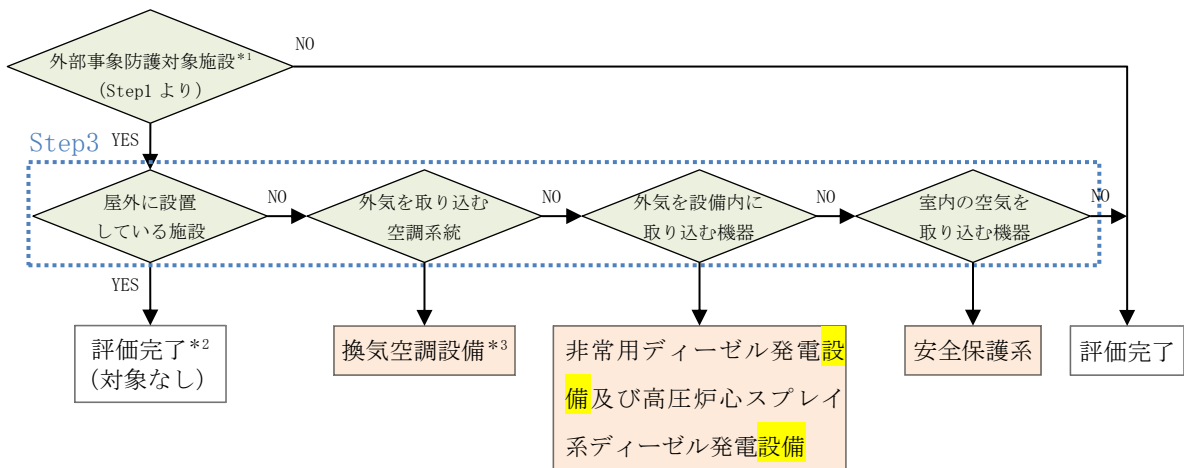 外部事象防護対象施設*1
(Step1 より)
NO
YES
Step3
屋外に設置
している施設
NO
外気を取り込む
空調系統
NO
外気を設備内に
取り込む機器
NO
室内の空気を
取り込む機器
NO
YES
評価完了*2
(対象なし)
換気空調設備*3
非常用ディーゼル発電設
備及び高圧炉心スプレイ
系ディーゼル発電設備
安全保護系
評価完了